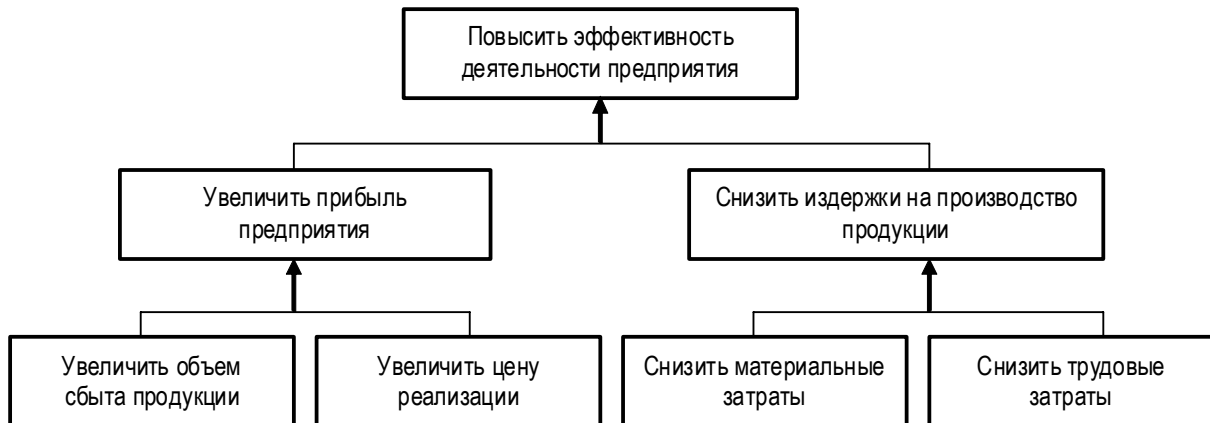 Повысить эффективность
деятельности предприятия
Увеличить прибыль
предприятия
Снизить издержки на производство
продукции
Увеличить объем
сбыта продукции
Увеличить цену
реализации
Снизить материальные
затраты
Снизить трудовые
затраты